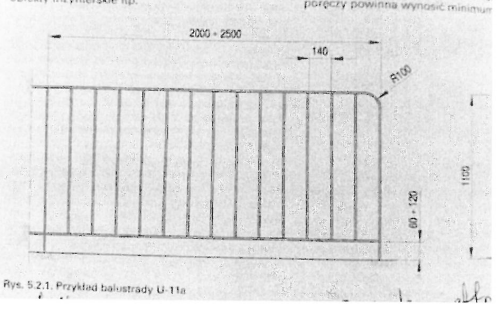 poręczy powinna wynosić minimum
2000 ÷ 2500
140
R100
1100
60 ÷ 120
Rys. 5.2.1. Przykład balustrady U-11a